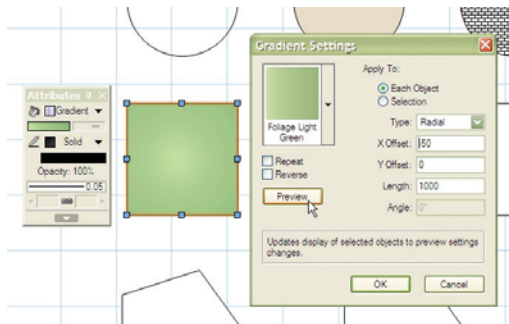 Attributes
Gradient
Solid
Opacity: 100%
0.05
Gradient Settings
Foliage Light
Green
Repeat
Reverse
Preview
Apply To:
Each Object
Selection
Type: Radial
X Offset: 50
Y Offset: 0
Length: 1000
Angle: 0°
Updates display of selected objects to preview settings
changes.
OK Cancel